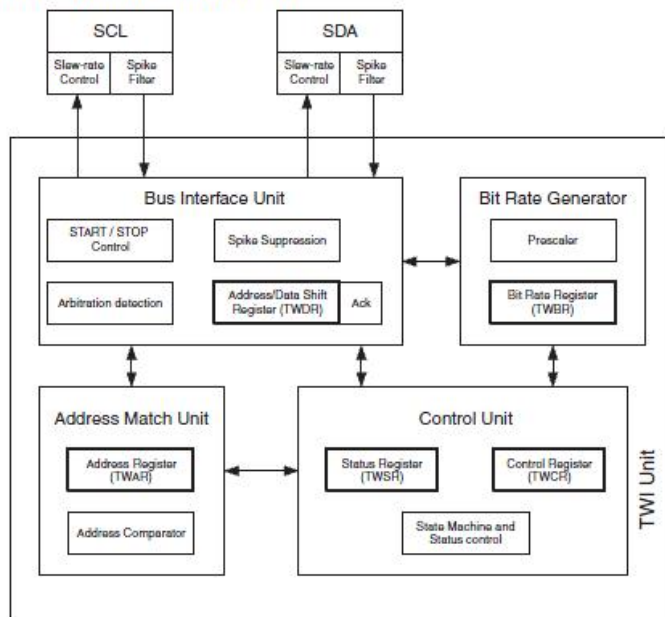 SCL
Slew-rate
Control
Spike
Filter
SDA
Slew-rate
Control
Spike
Filter
Bus Interface Unit
START / STOP
Control
Spike Suppression
Arbitration detection
Address/Data Shift
Register (TWDR)
Ack
Bit Rate Generator
Prescaler
Bit Rate Register
(TWBR)
Address Match Unit
Address Register
(TWAR)
Address Comparator
Control Unit
Status Register
(TWSR)
Control Register
(TWCR)
State Machine and
Status control
TWI Unit